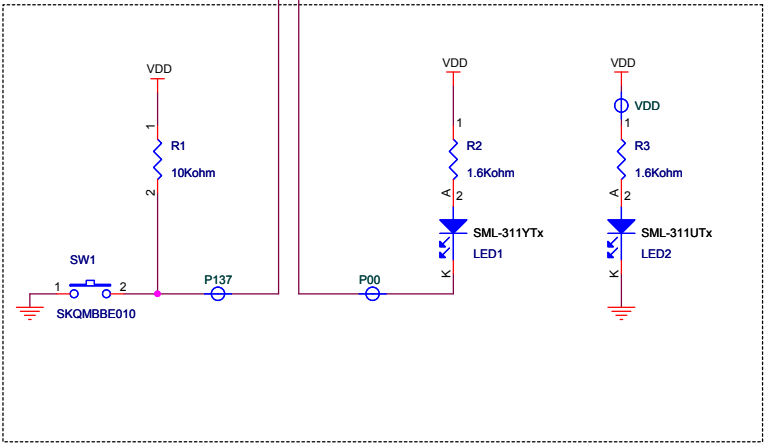 VDD
VDD
VDD
VDD
1
1
1
R1
R2
R3
10Kohm
1.6Kohm
1.6Kohm
2
A
2
A
2
SML-311YTx
SML-311UTx
SW1
LED1
LED2
K
K
P137
P00
1
2
SKQMBBE010